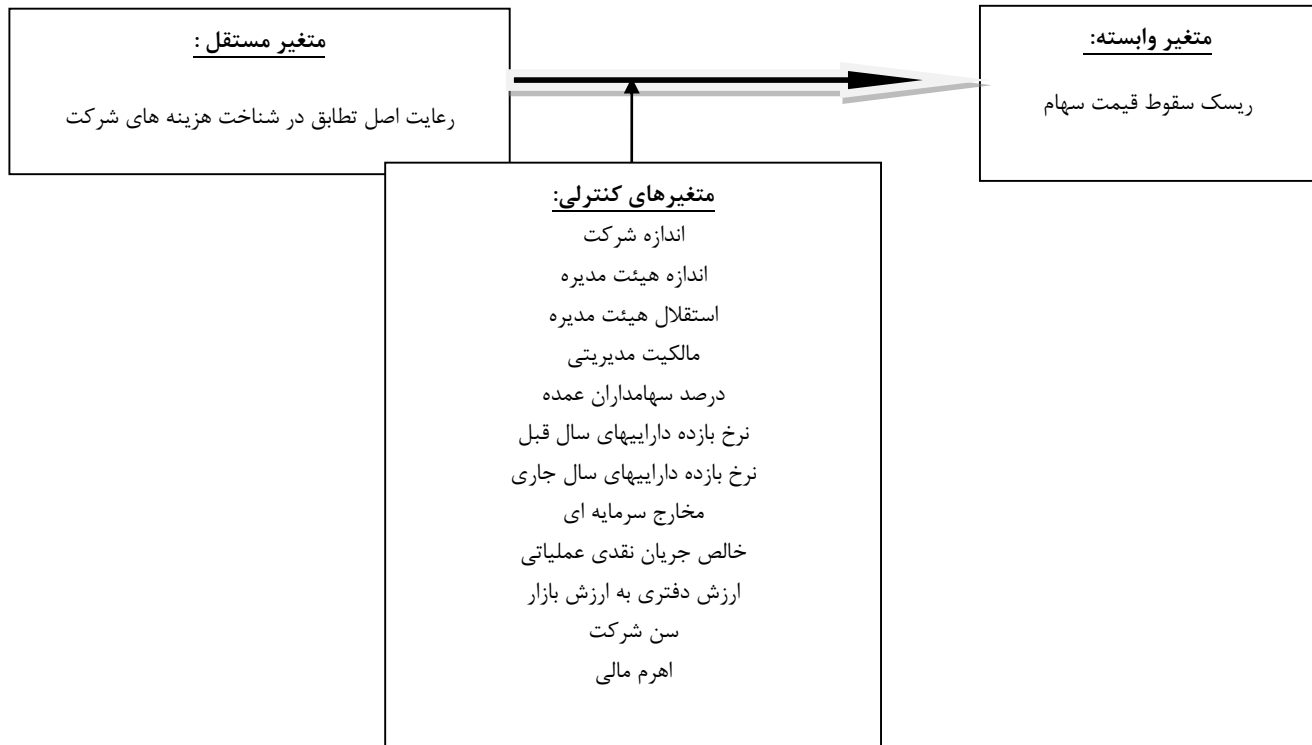 متغیر مستقل :
رعایت اصل تطابق در شناخت هزینه های شرکت
متغیر وابسته:
ریسک سقوط قیمت سهام
متغیرهای کنترلی:
اندازه شرکت
اندازه هیئت مدیره
استقلال هیئت مدیره
مالکیت مدیریتی
درصد سهامداران عمده
نرخ بازده داراییهای سال قبل
نرخ بازده داراییهای سال جاری
مخارج سرمایه ای
خالص جریان نقدی عملیاتی
ارزش دفتری به ارزش بازار
سن شرکت
اهرم مالی